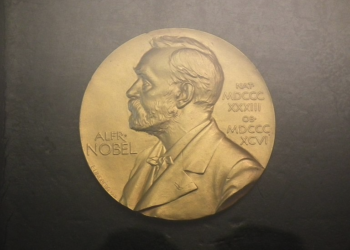 ALFR·
NOBEL
NAT·
MDCCC
XXXIII
OB·
MDCCC
XCVI